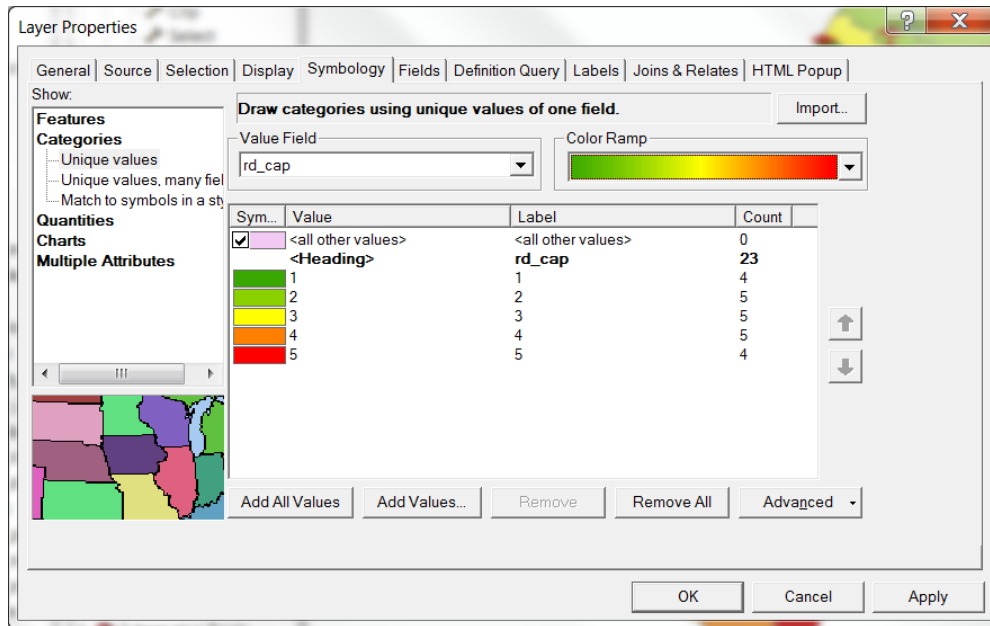 Layer Properties
General Source Selection Display Symbology Fields Definition Query Labels Joins & Relates HTML Popup
Show:
Features
Categories
Unique values
Unique values, many fiel
Match to symbols in a sty
Quantities
Charts
Multiple Attributes
Draw categories using unique values of one field.
Import...
Value Field
rd_cap
Color Ramp
Sym... Value Label Count
<all other values> <all other values> 0
<Heading> rd_cap 23
1 1 4
2 2 5
3 3 5
4 4 5
5 5 4
Add All Values Add Values... Remove Remove All Advanced
OK Cancel Apply